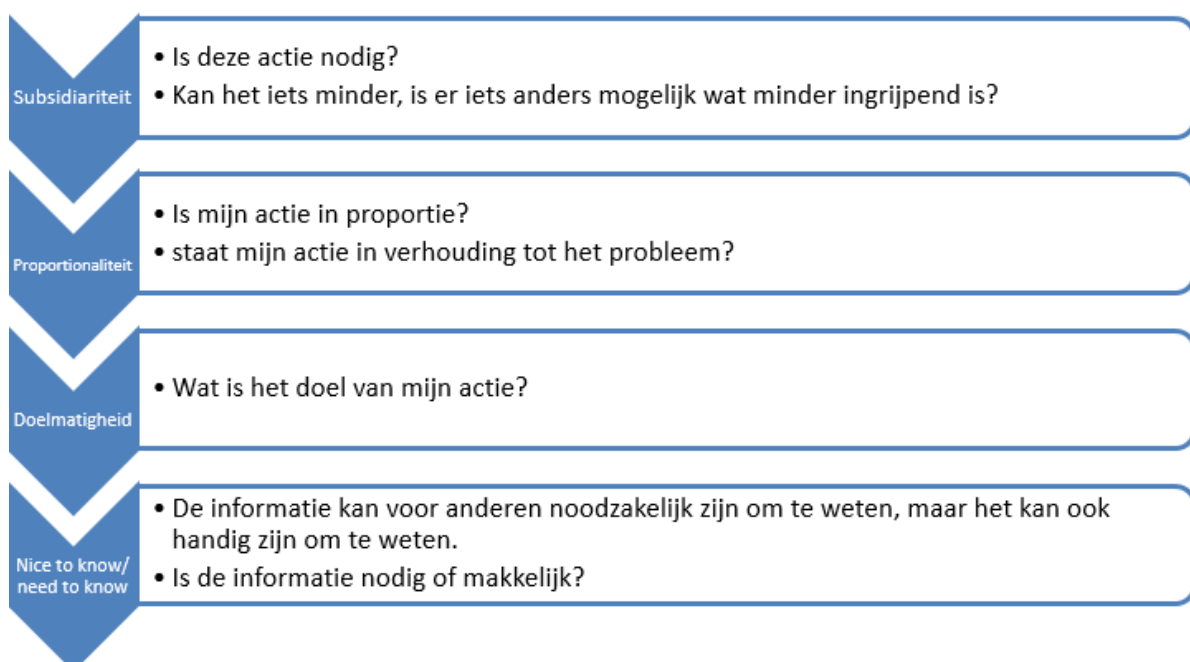 Subsidiariteit
• Is deze actie nodig?
• Kan het iets minder, is er iets anders mogelijk wat minder ingrijpend is?
Proportionaliteit
• Is mijn actie in proportie?
• staat mijn actie in verhouding tot het probleem?
Doelmatigheid
• Wat is het doel van mijn actie?
Nice to know/
need to know
• De informatie kan voor anderen noodzakelijk zijn om te weten, maar het kan ook
handig zijn om te weten.
• Is de informatie nodig of makkelijk?